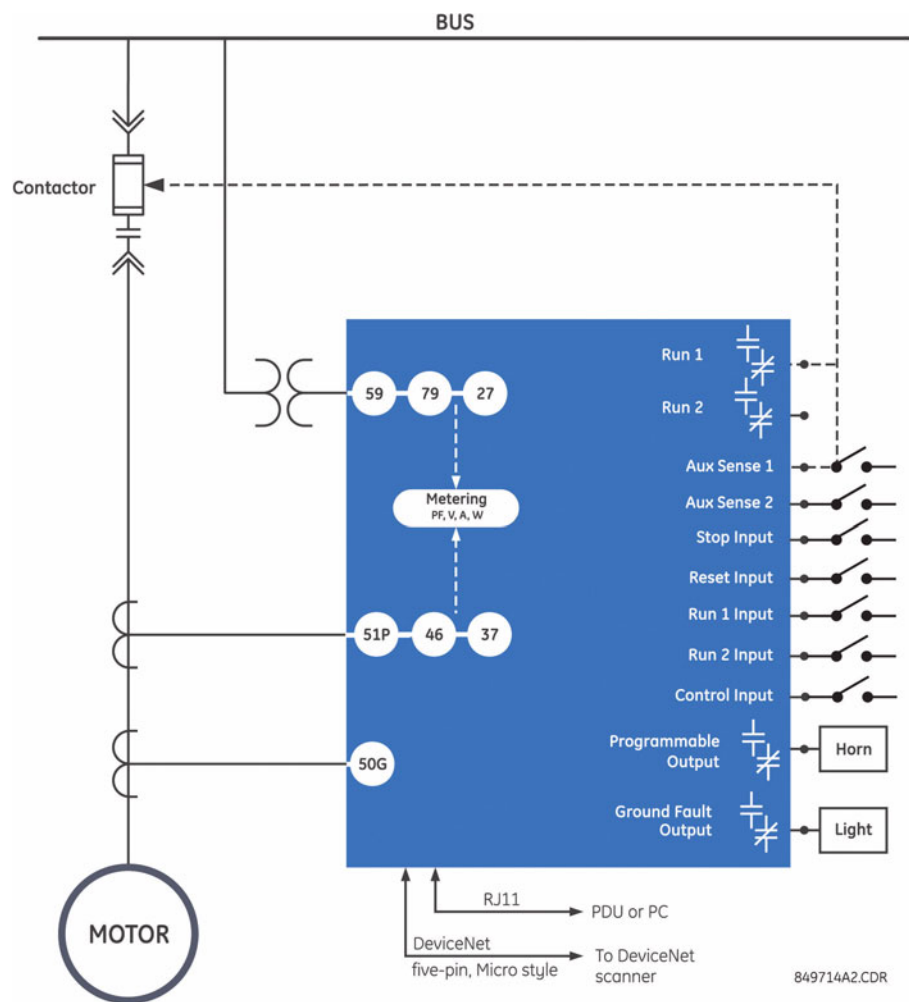 BUS
Contactor
Run 1
59 79 27
Run 2
Aux Sense 1
Metering
PF, V, A, W
Aux Sense 2
Stop Input
Reset Input
Run 1 Input
51P 46 37
Run 2 Input
Control Input
Programmable
Output
Horn
50G
Ground Fault
Output
Light
RJ11
PDU or PC
MOTOR
DeviceNet
five-pin, Micro style
To DeviceNet
scanner
849714A2.CDR